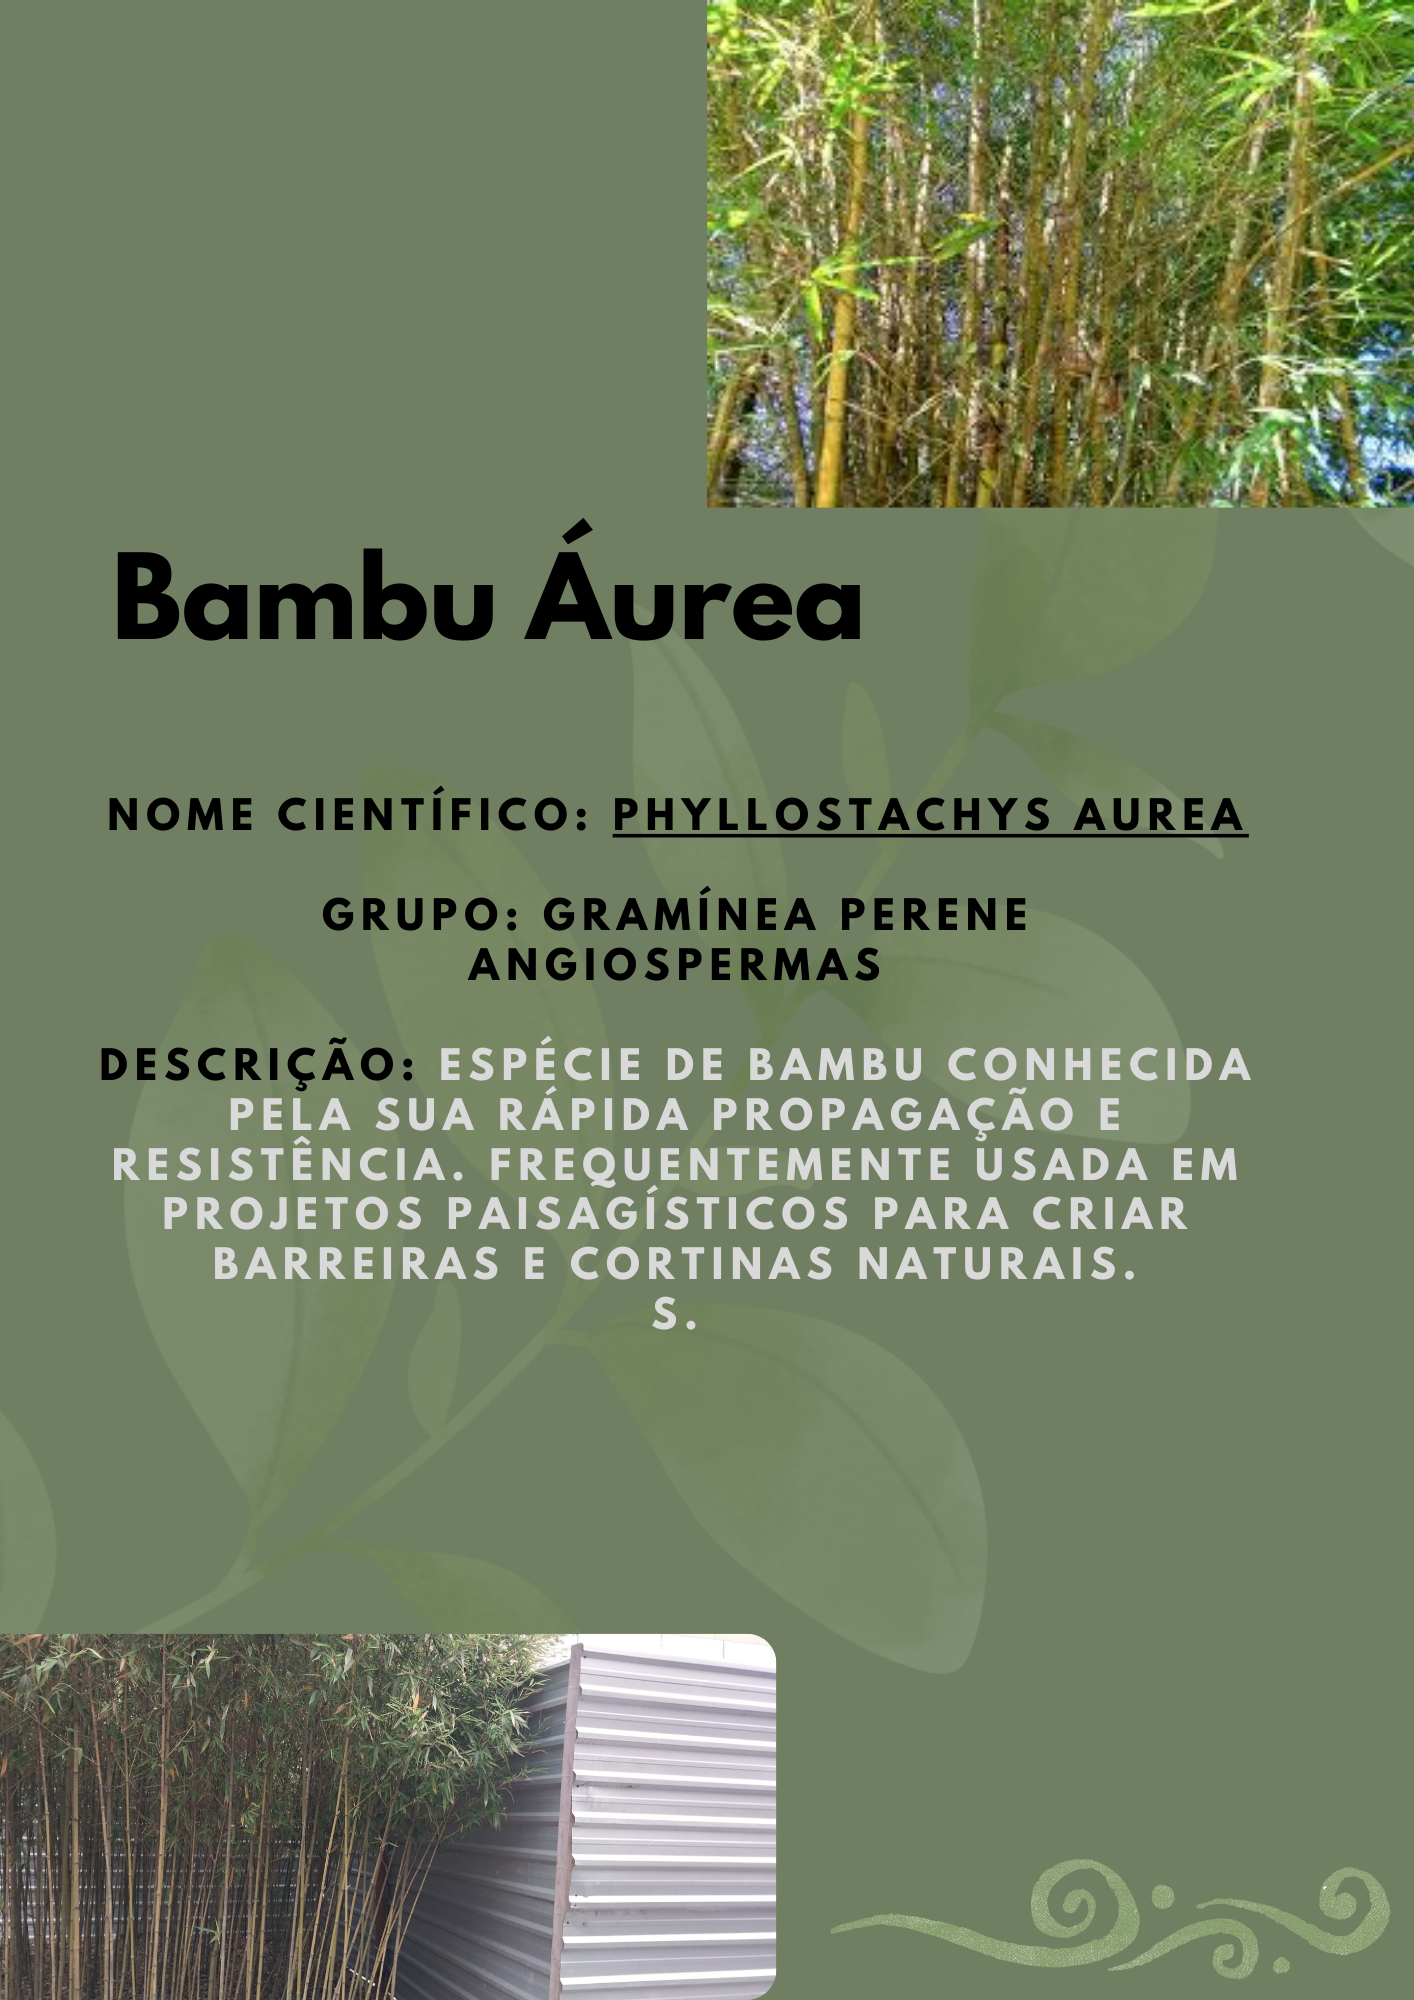 Bambu Áurea
NOME CIENTÍFICO: PHYLLOSTACHYS AUREA
GRUPO: GRAMÍNEA PERENE
ANGIOSPERMAS
DESCRIÇÃO: ESPÉCIE DE BAMBU CONHECIDA
PELA SUA RÁPIDA PROPAGAÇÃO E
RESISTÊNCIA. FREQUENTEMENTE USADA EM
PROJETOS PAISAGÍSTICOS PARA CRIAR
BARREIRAS E CORTINAS NATURAIS.
S.